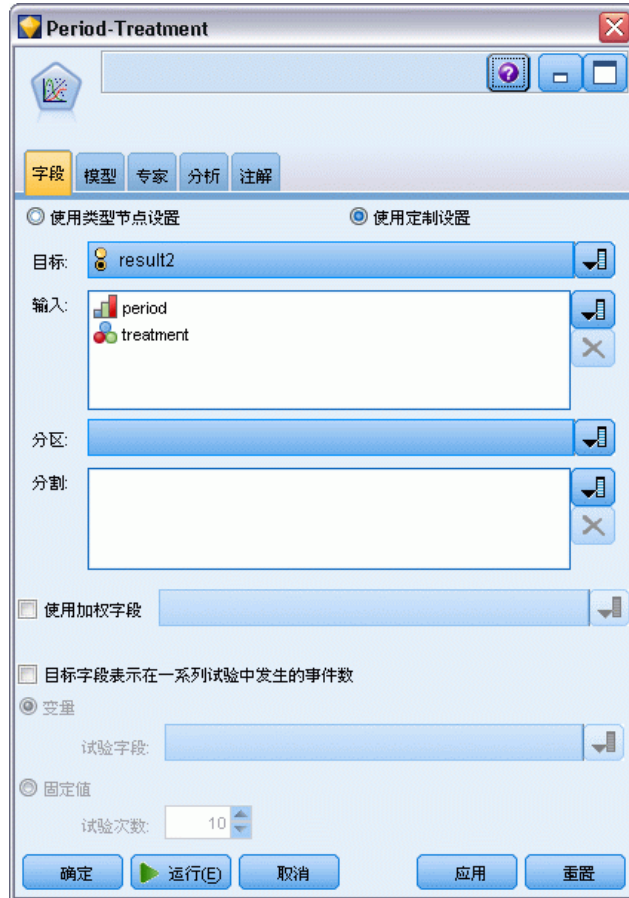 Period-Treatment
字段 模型 专家 分析 注解
使用类型节点设置 使用定制设置
目标: result2
输入: period
treatment
分区:
分割:
使用加权字段
目标字段表示在一系列试验中发生的事件数
变量
试验字段:
固定值
试验次数: 10
确定 运行(E) 取消 应用 重置